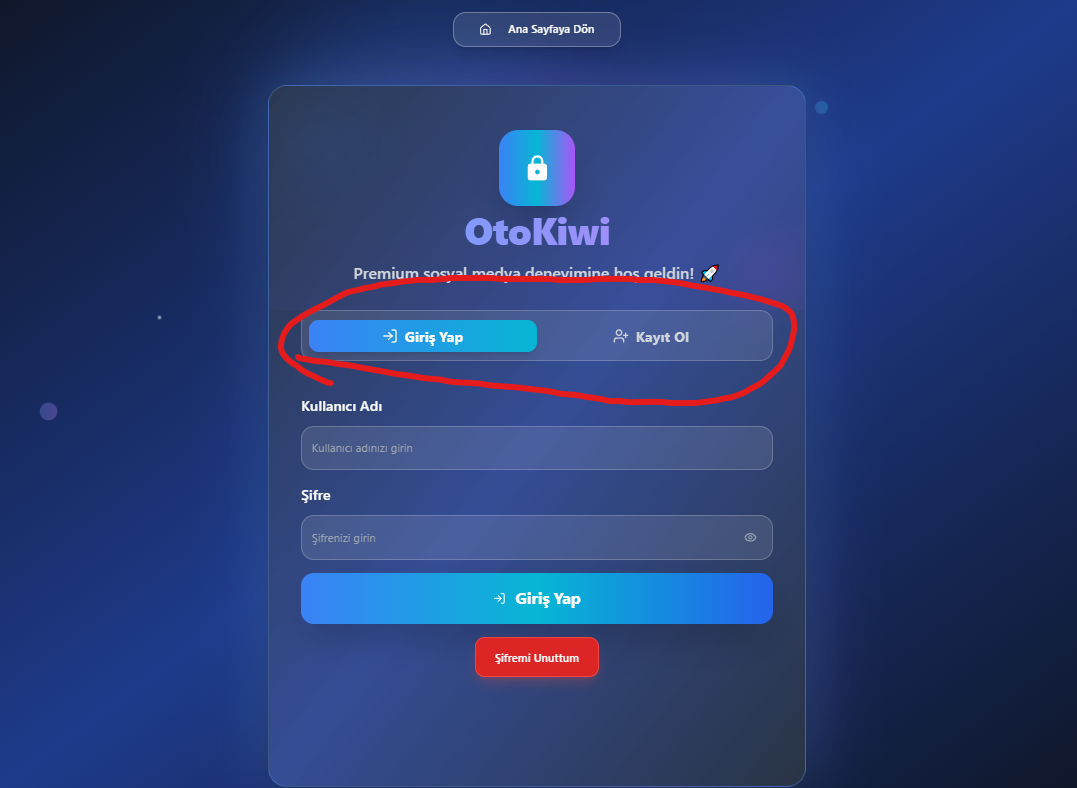 Ana Sayfaya Dön
OtoKiwi
Premium sosyal medya deneyimine hoş geldin! 🚀
Giriş Yap Kayıt Ol
Kullanıcı Adı
Kullanıcı adınızı girin
Şifre
Şifrenizi girin
Giriş Yap
Şifremi Unuttum